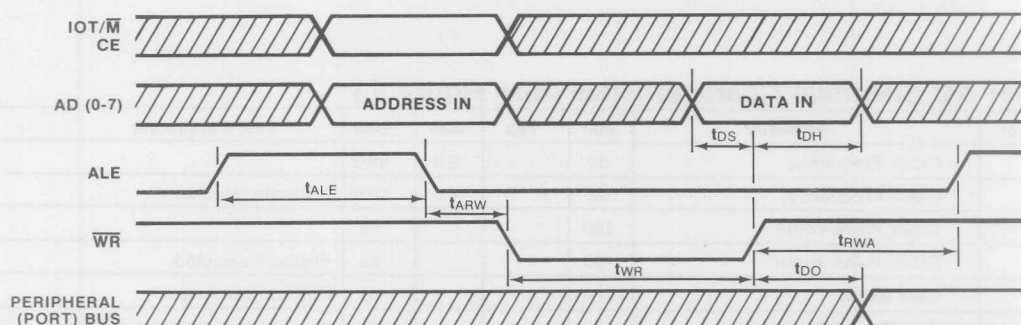 IOT/M̅
CE
AD (0-7)
ADDRESS IN
DATA IN
tDS
tDH
ALE
tALE
tARW
W̅R̅
tRWA
tWR
tDO
PERIPHERAL
(PORT) BUS